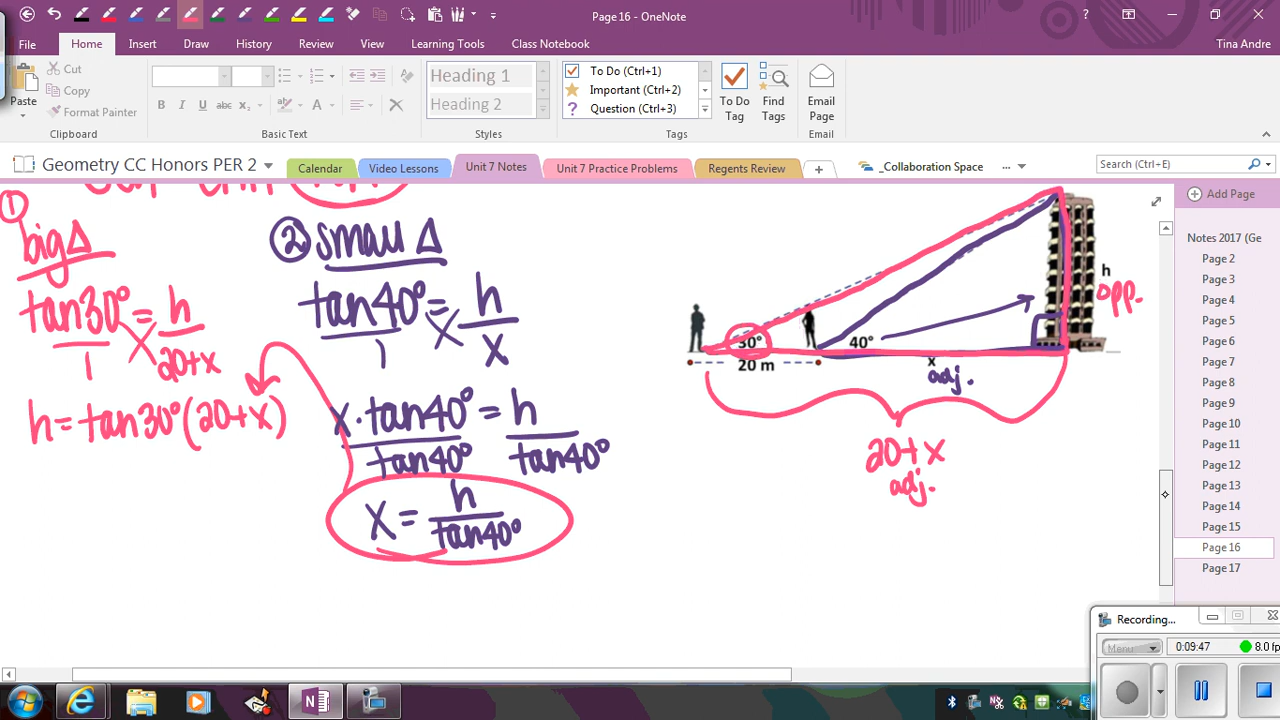 Page 16 - OneNote
?
File
Home
Insert
Draw
History
Review
View
Learning Tools
Class Notebook
Tina Andre
Paste
Cut
Copy
Format Painter
Clipboard
B I U abc x₂ A
Basic Text
Heading 1
Heading 2
Styles
To Do (Ctrl+1)
Important (Ctrl+2)
? Question (Ctrl+3)
To Do Tag
Find Tags
Tags
Email Page
Email
Geometry CC Honors PER 2
Calendar
Video Lessons
Unit 7 Notes
Unit 7 Practice Problems
Regents Review
+
_Collaboration Space
...
Search (Ctrl+E)
Add Page
Notes 2017 (Ge
Page 2
Page 3
Page 4
Page 5
Page 6
Page 7
Page 8
Page 9
Page 10
Page 11
Page 12
Page 13
Page 14
Page 15
Page 16
Page 17
① big Δ
tan30° / 1 = h / 20+x
h = tan30°(20+x)
② small Δ
tan40° / 1 = h / x
x · tan40° / tan40° = h / tan40°
x = h / tan40°
h
opp.
30°
40°
20 m
x
adj.
20+x
adj.
Recording...
Menu
0:09:47
8.0 fp